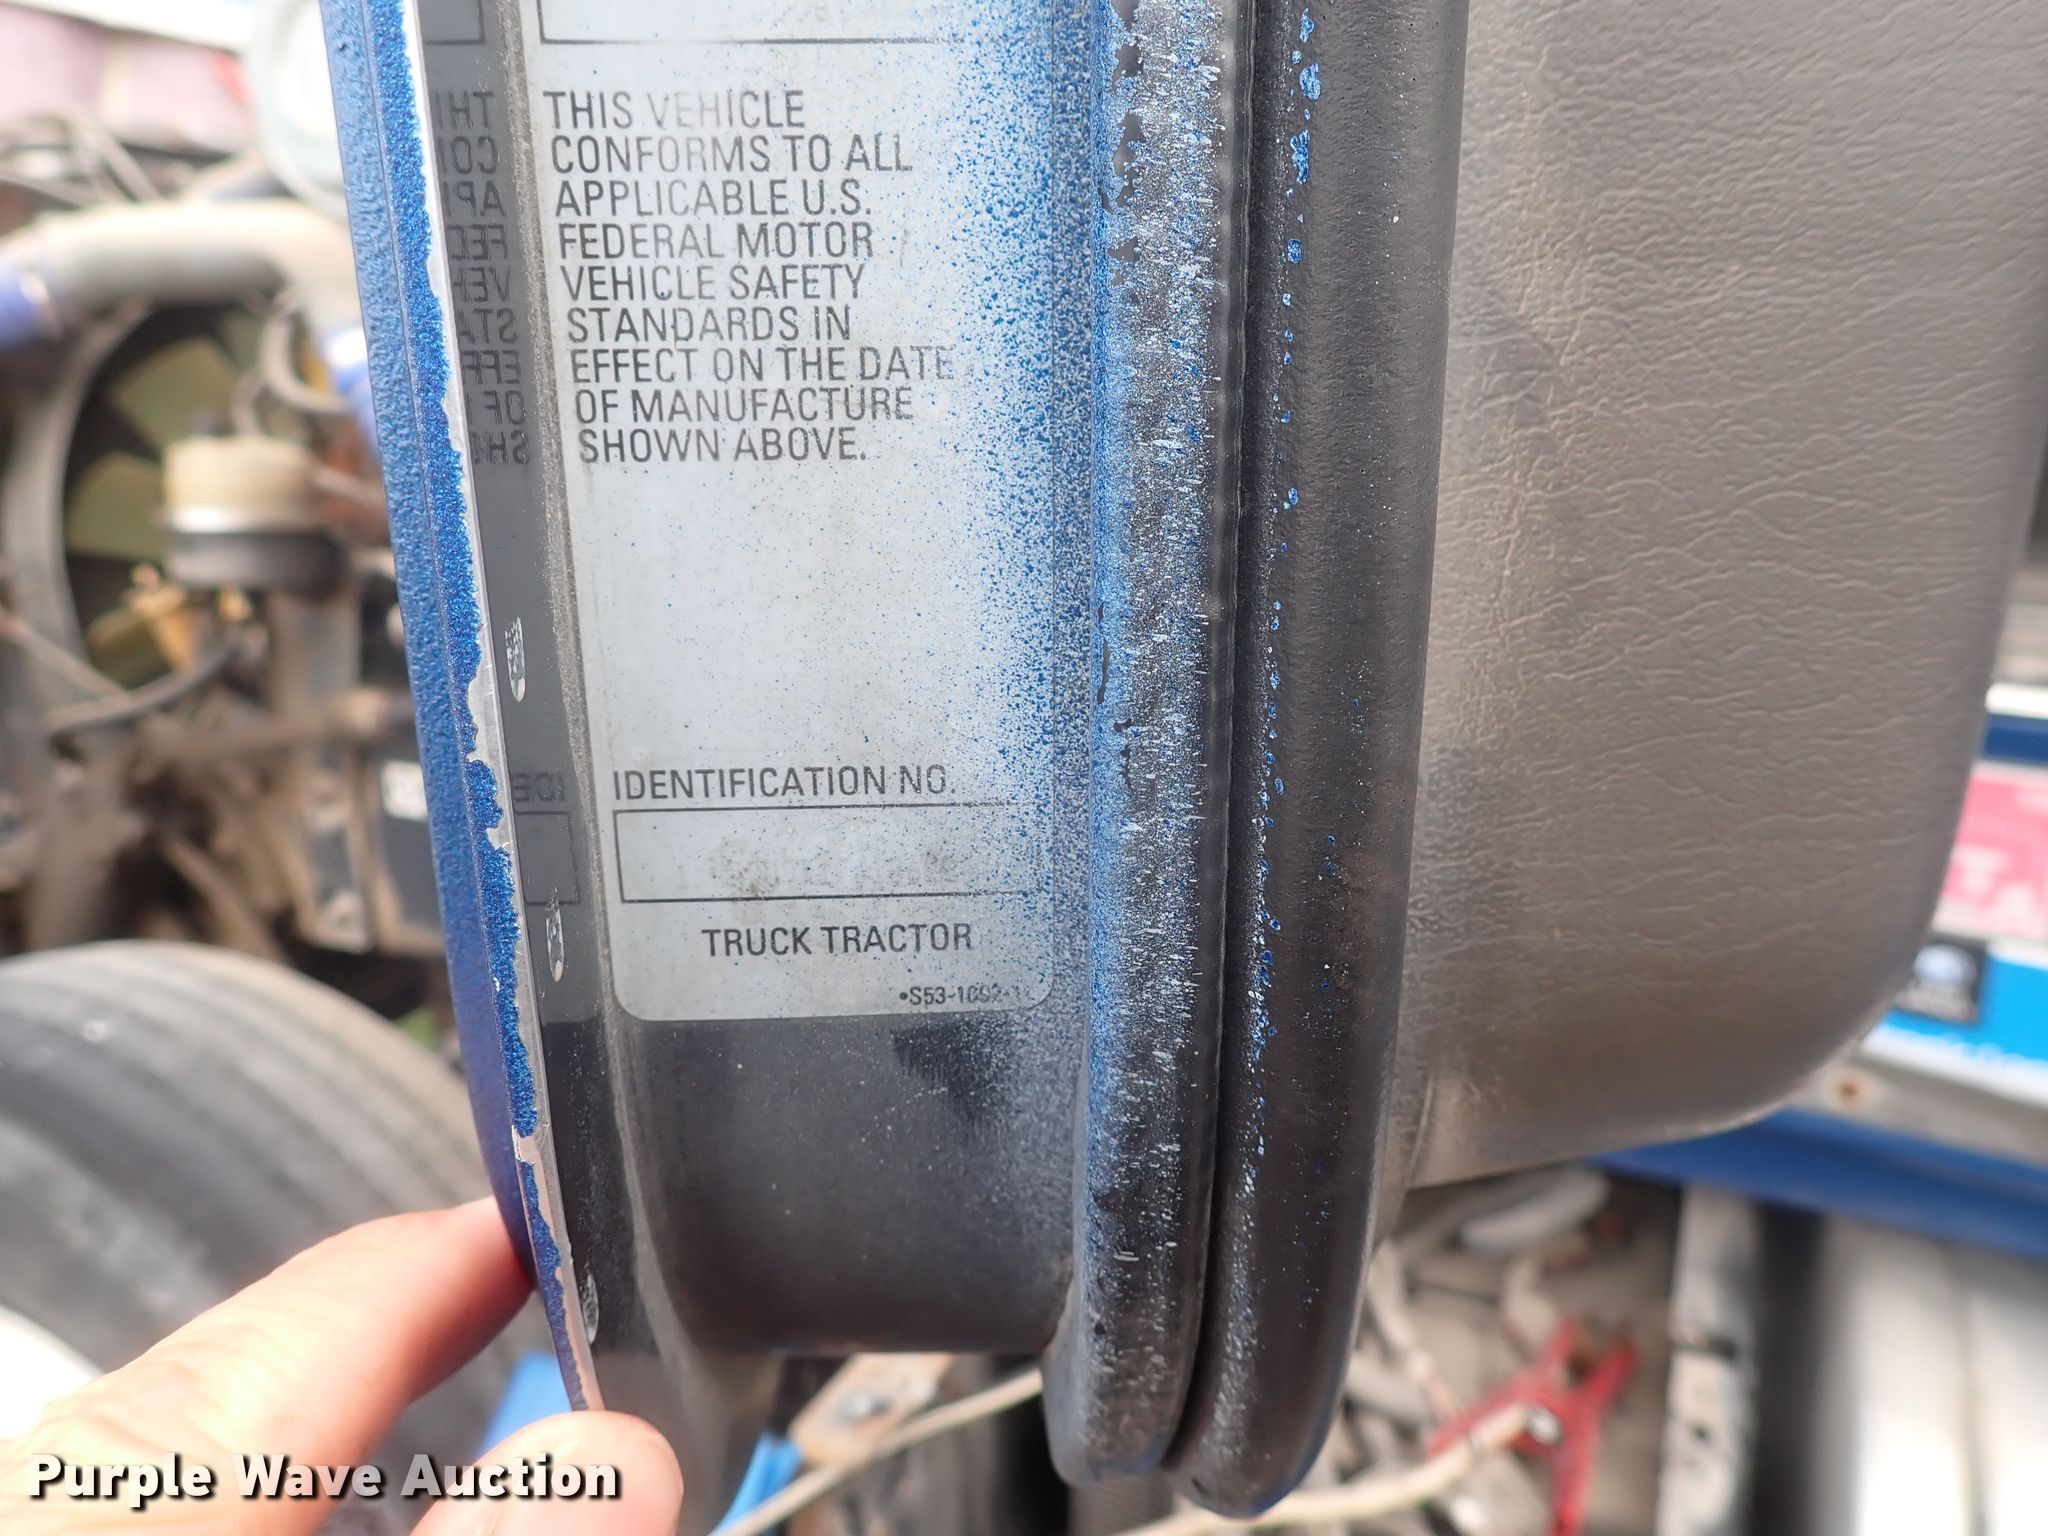 THIS VEHICLE
CONFORMS TO ALL
APPLICABLE U.S.
FEDERAL MOTOR
VEHICLE SAFETY
STANDARDS IN
EFFECT ON THE DATE
OF MANUFACTURE
SHOWN ABOVE.
IDENTIFICATION NO.
TRUCK TRACTOR
Purple Wave Auction